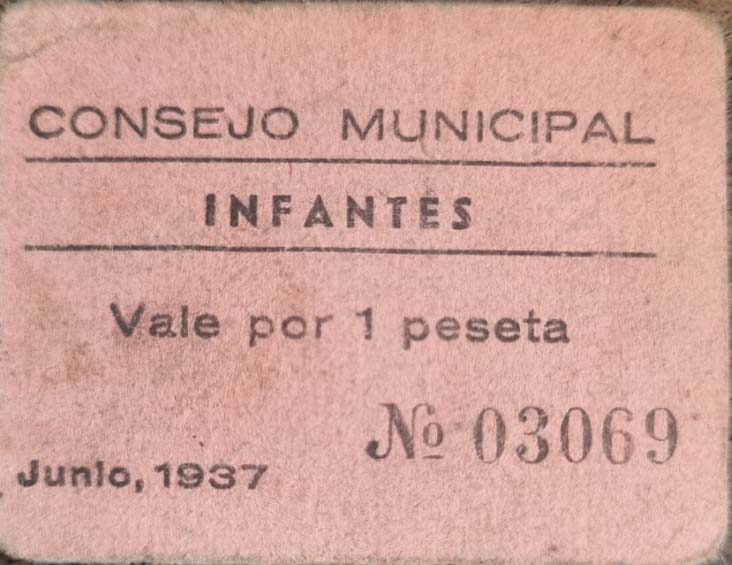 CONSEJO MUNICIPAL
INFANTES
Vale por 1 peseta
Nº 03069
Junio, 1937